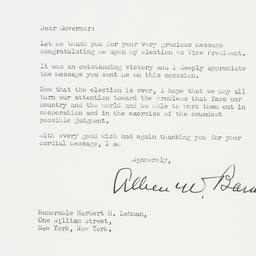 Dear Governor:
Let me thank you for your very gracious message
congratulating me upon my election as Vice President.
It was an outstanding victory and I deeply appreciate
the message you sent me on this occasion.
Now that the election is over, I hope that we may all
turn our attention toward the problems that face our
country and the world and be able to work them out in
cooperation and in the exercise of the soundest
possible judgment.
With every good wish and again thanking you for your
cordial message, I am
Sincerely,
Alben W. Bar
Honorable Herbert H. Lehman,
One William Street,
New York, New York.